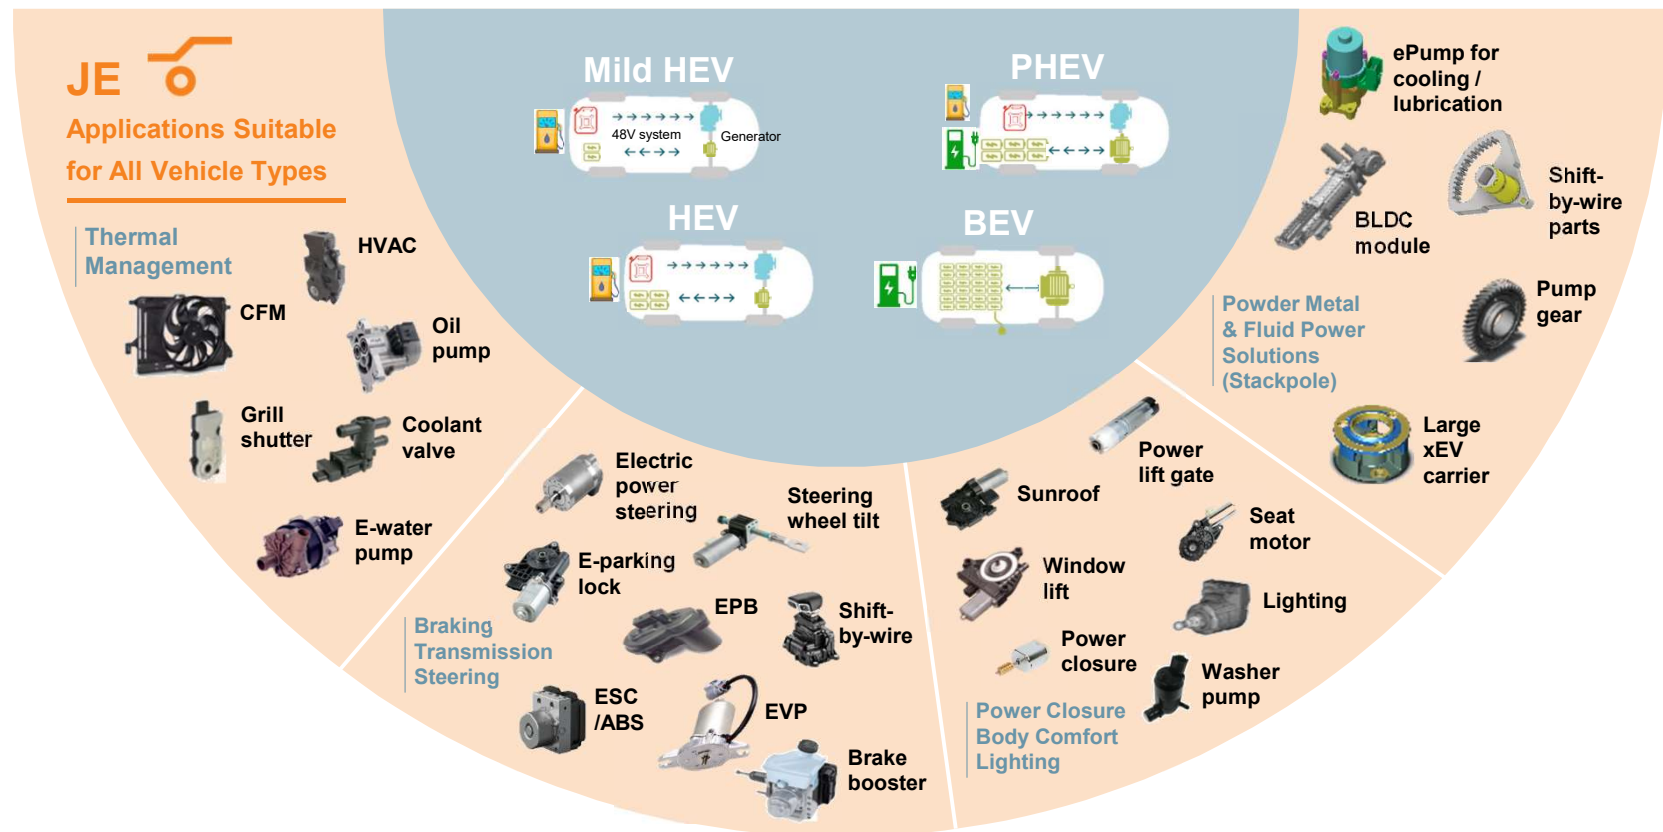 JE
Applications Suitable
for All Vehicle Types
Mild HEV
48V system
Generator
PHEV
HEV
BEV
Thermal
Management
HVAC
CFM
Oil
pump
Grill
shutter
Coolant
valve
E-water
pump
Braking
Transmission
Steering
Electric
power
steering
Steering
wheel tilt
E-parking
lock
EPB
Shift-
by-wire
ESC
/ABS
EVP
Brake
booster
Power Closure
Body Comfort
Lighting
Power
lift gate
Sunroof
Seat
motor
Window
lift
Lighting
Power
closure
Washer
pump
Powder Metal
& Fluid Power
Solutions
(Stackpole)
ePump for
cooling /
lubrication
BLDC
module
Shift-
by-wire
parts
Pump
gear
Large
xEV
carrier